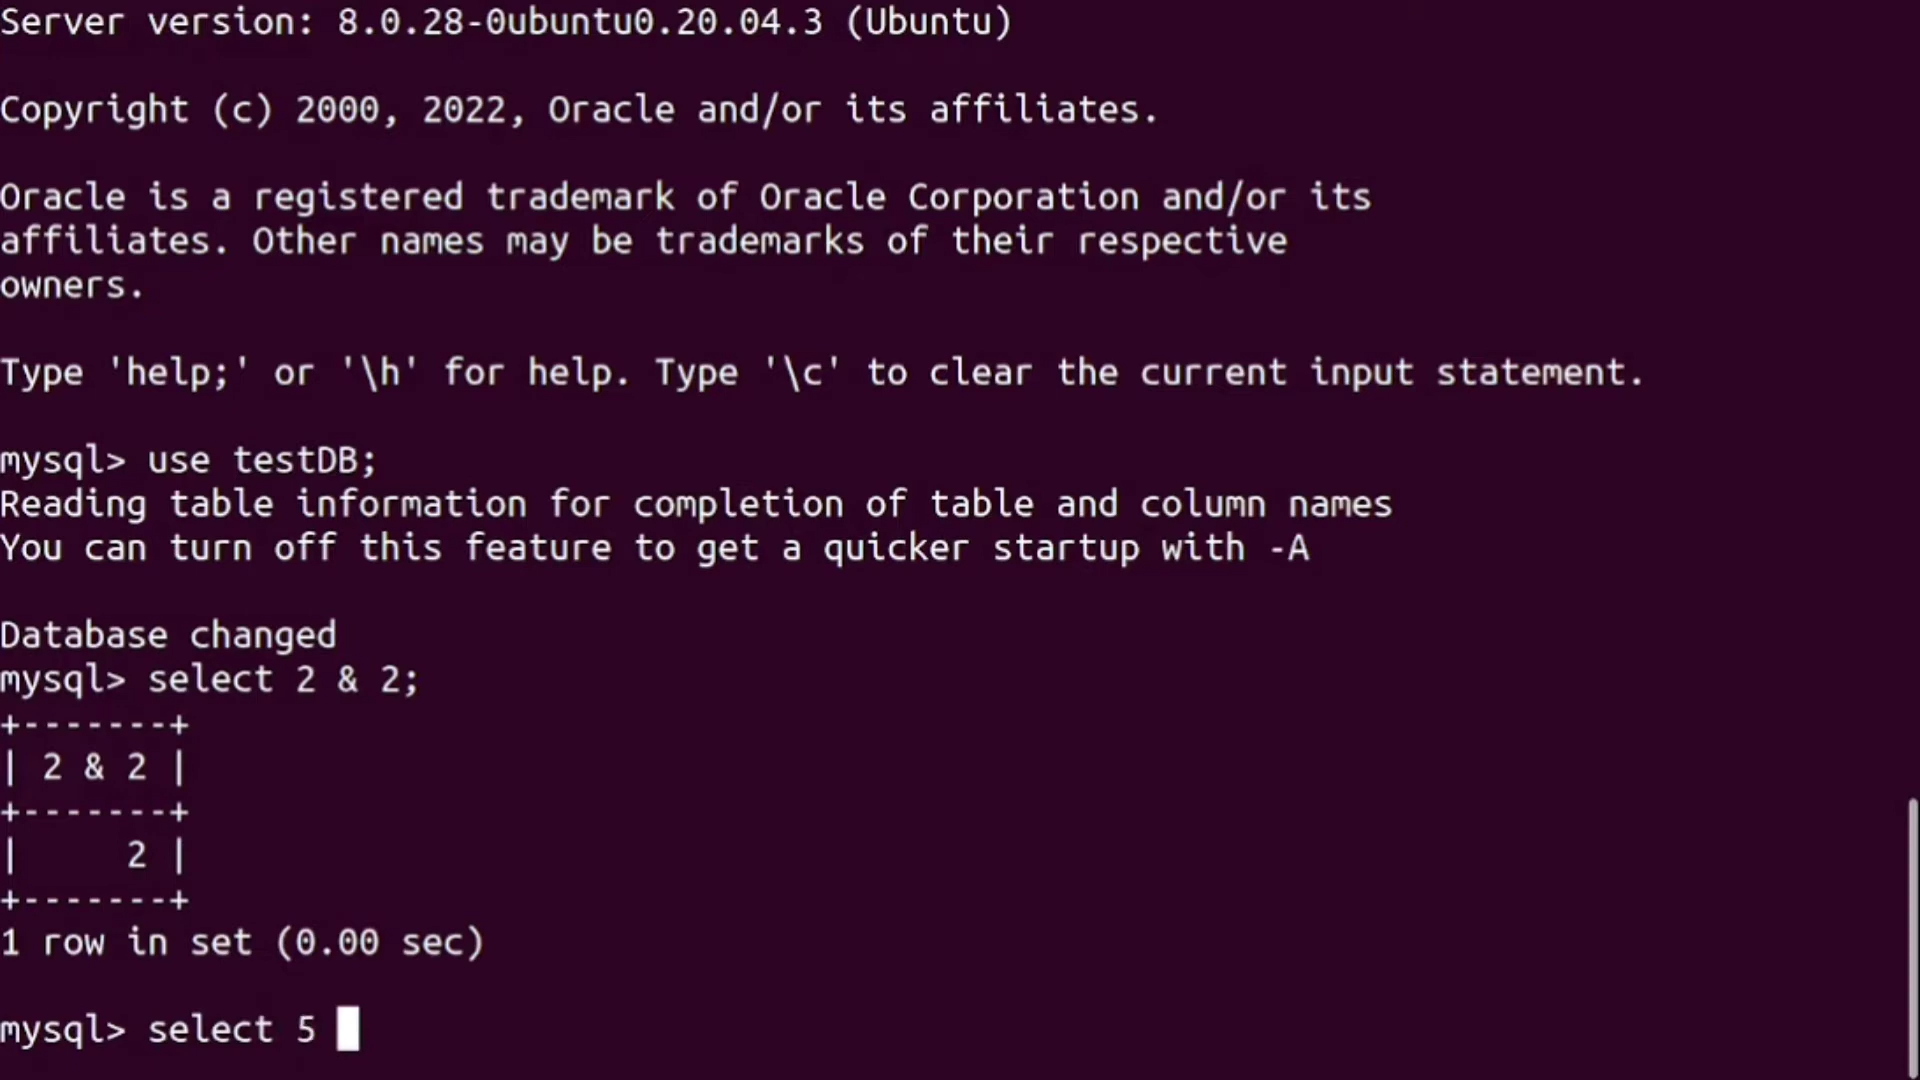 Server version: 8.0.28-0ubuntu0.20.04.3 (Ubuntu)
Copyright (c) 2000, 2022, Oracle and/or its affiliates.
Oracle is a registered trademark of Oracle Corporation and/or its
affiliates. Other names may be trademarks of their respective
owners.
Type 'help;' or '\h' for help. Type '\c' to clear the current input statement.
mysql> use testDB;
Reading table information for completion of table and column names
You can turn off this feature to get a quicker startup with -A
Database changed
mysql> select 2 & 2;
+-------+
| 2 & 2 |
+-------+
|     2 |
+-------+
1 row in set (0.00 sec)
mysql> select 5